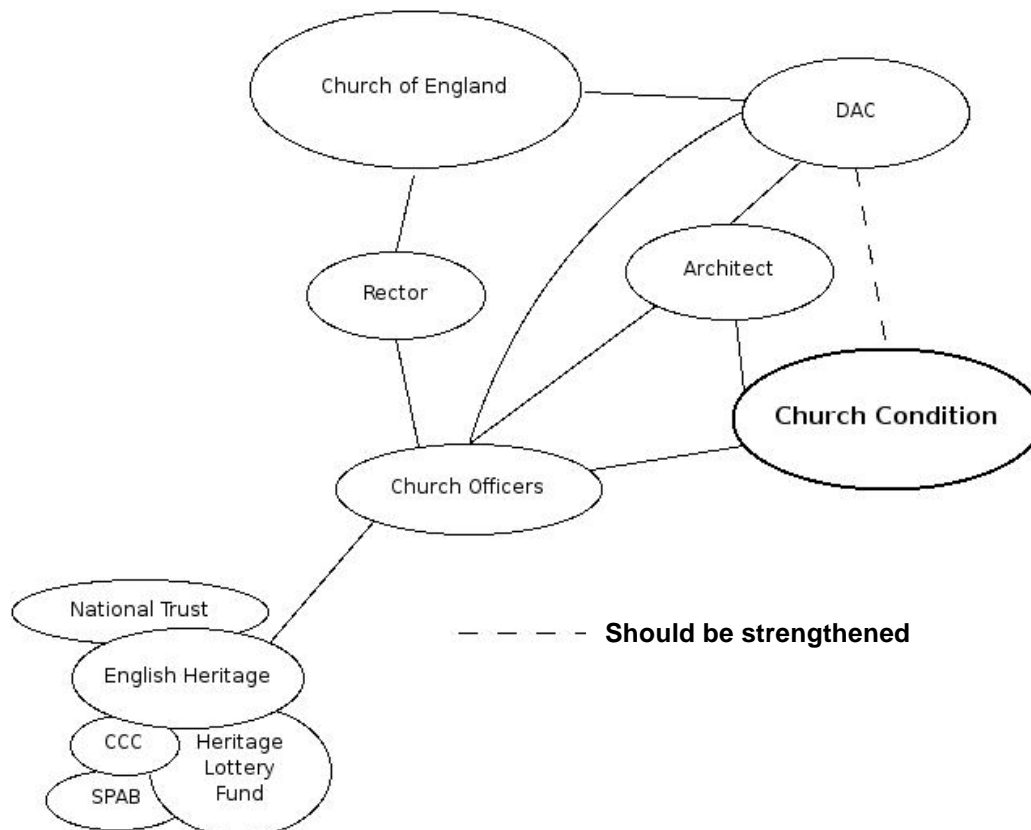 Church of England
DAC
Architect
Rector
Church Condition
Church Officers
National Trust
Should be strengthened
English Heritage
CCC
Heritage
Lottery
Fund
SPAB